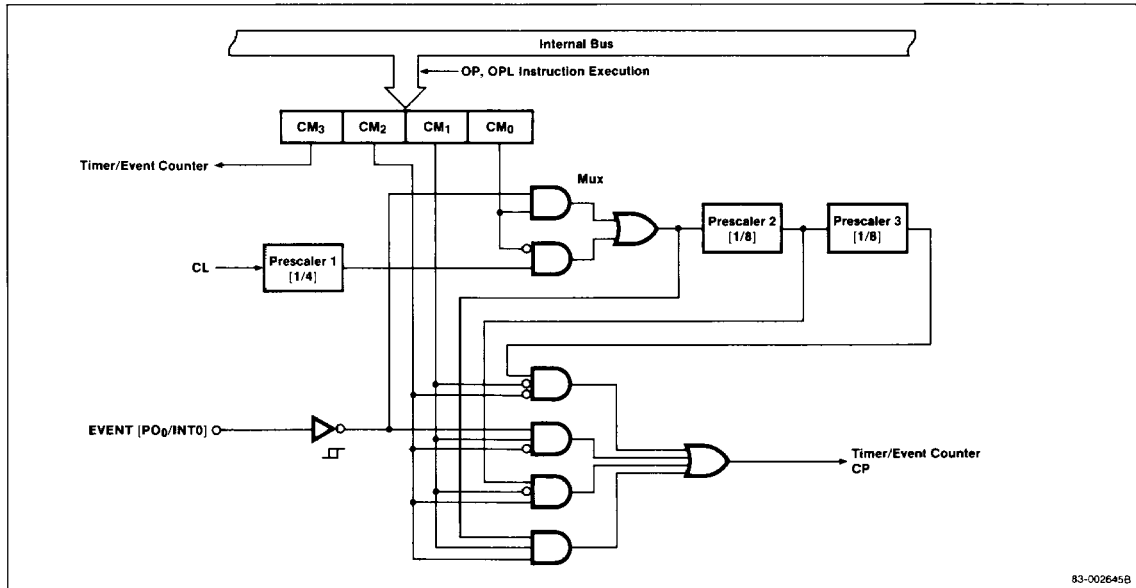 Internal Bus
OP, OPL Instruction Execution
CM3 CM2 CM1 CM0
Timer/Event Counter
Mux
Prescaler 2
[1/8]
Prescaler 3
[1/8]
CL
Prescaler 1
[1/4]
EVENT [PO0/INT0]
Timer/Event Counter
CP
83-002645B